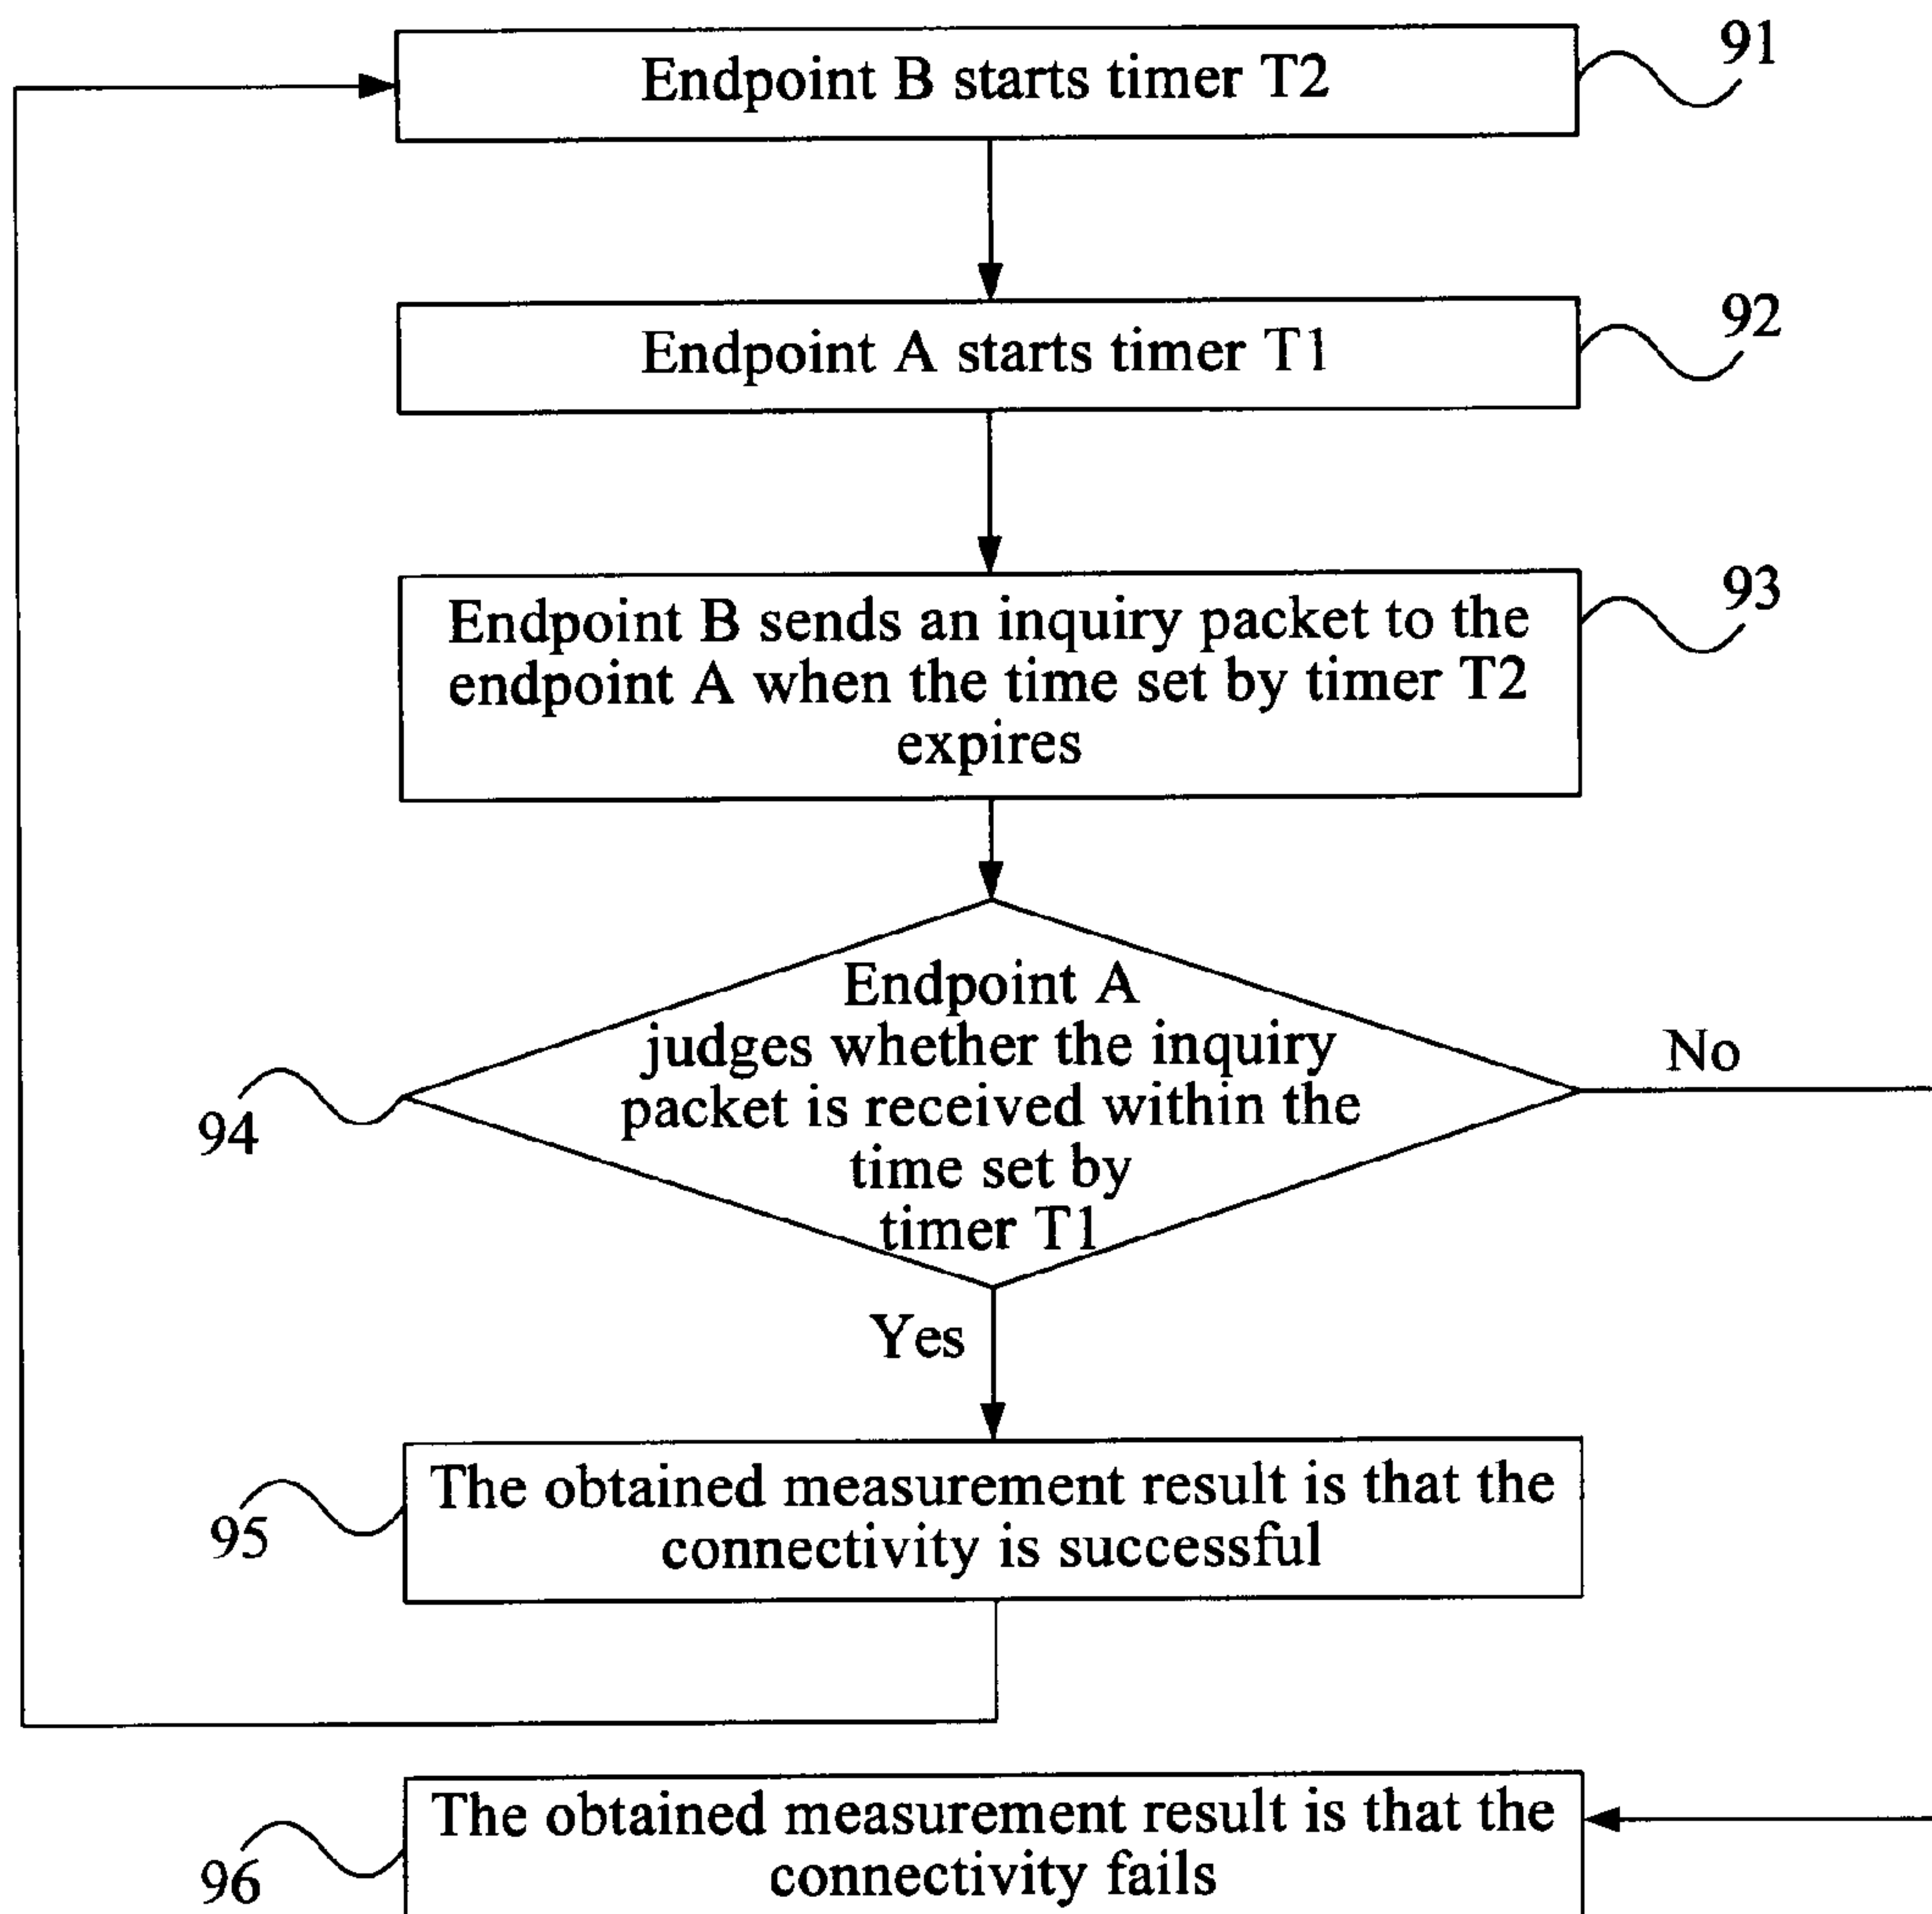 Endpoint B starts timer T2
91
Endpoint A starts timer T1
92
Endpoint B sends an inquiry packet to the
endpoint A when the time set by timer T2
expires
93
Endpoint A
judges whether the inquiry
packet is received within the
time set by
timer T1
No
94
Yes
The obtained measurement result is that the
connectivity is successful
95
The obtained measurement result is that the
connectivity fails
96